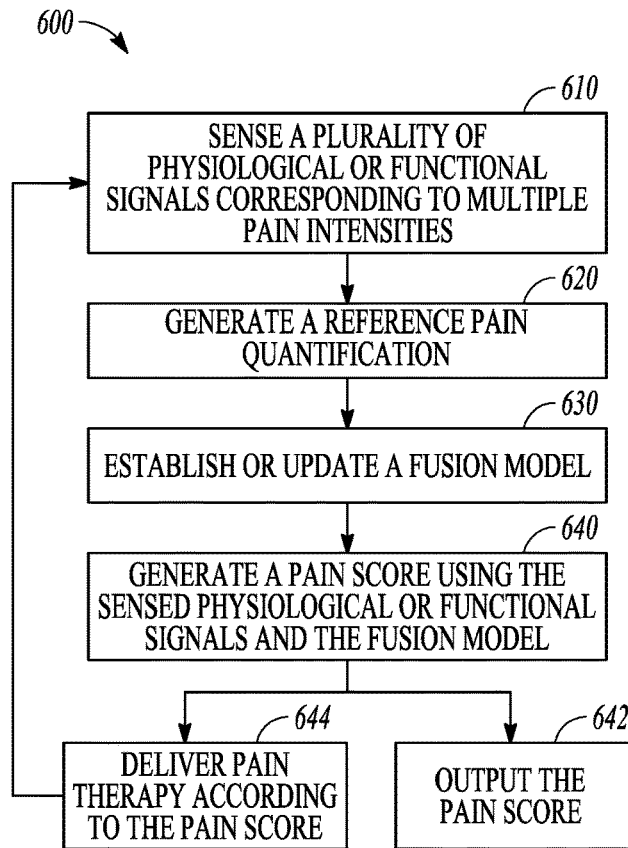 600
610
SENSE A PLURALITY OF
PHYSIOLOGICAL OR FUNCTIONAL
SIGNALS CORRESPONDING TO MULTIPLE
PAIN INTENSITIES
620
GENERATE A REFERENCE PAIN
QUANTIFICATION
630
ESTABLISH OR UPDATE A FUSION MODEL
640
GENERATE A PAIN SCORE USING THE
SENSED PHYSIOLOGICAL OR FUNCTIONAL
SIGNALS AND THE FUSION MODEL
644
DELIVER PAIN
THERAPY ACCORDING
TO THE PAIN SCORE
642
OUTPUT THE
PAIN SCORE